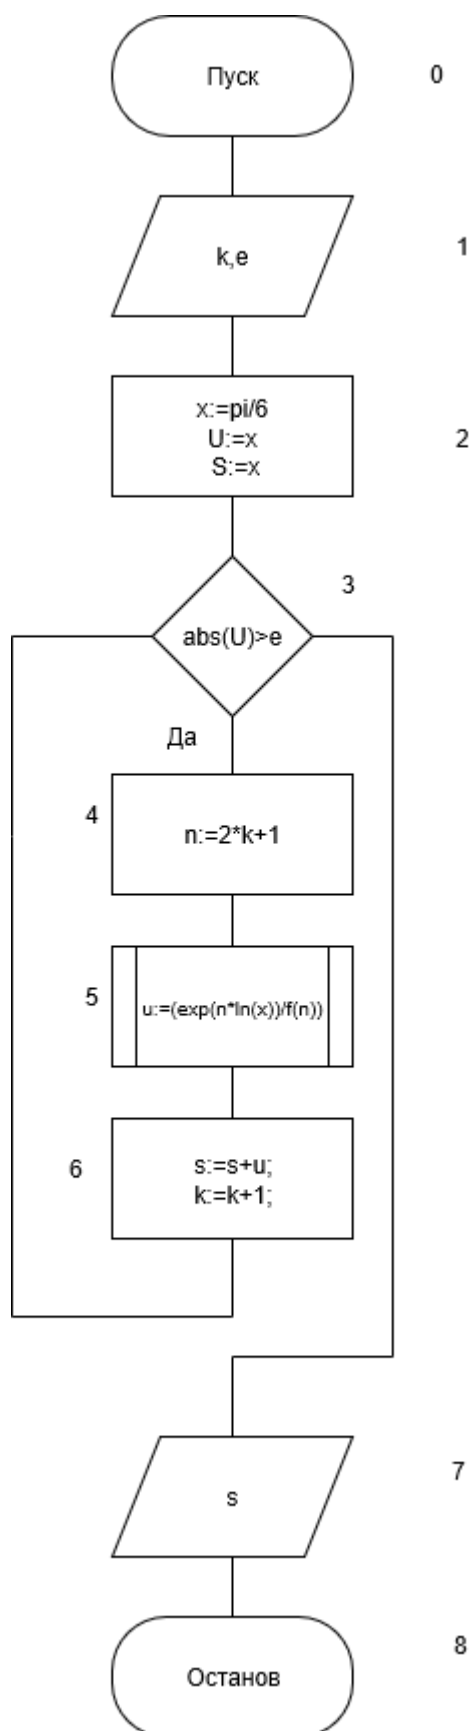 Пуск
0
k,e
1
x:=pi/6
U:=x
S:=x
2
3
abs(U)>e
Да
4
n:=2*k+1
5
u:=(exp(n*ln(x))/f(n))
6
s:=s+u;
k:=k+1;
7
s
8
Останов